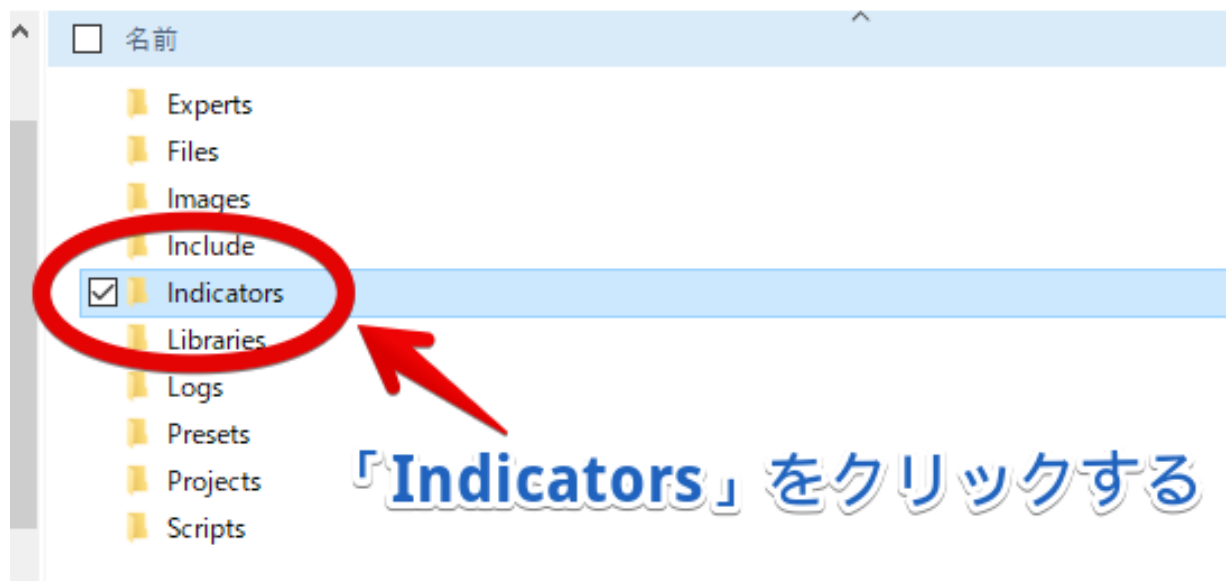 名前
Experts
Files
Images
Include
Indicators
Libraries
Logs
Presets
Projects
Scripts
「Indicators」をクリックする